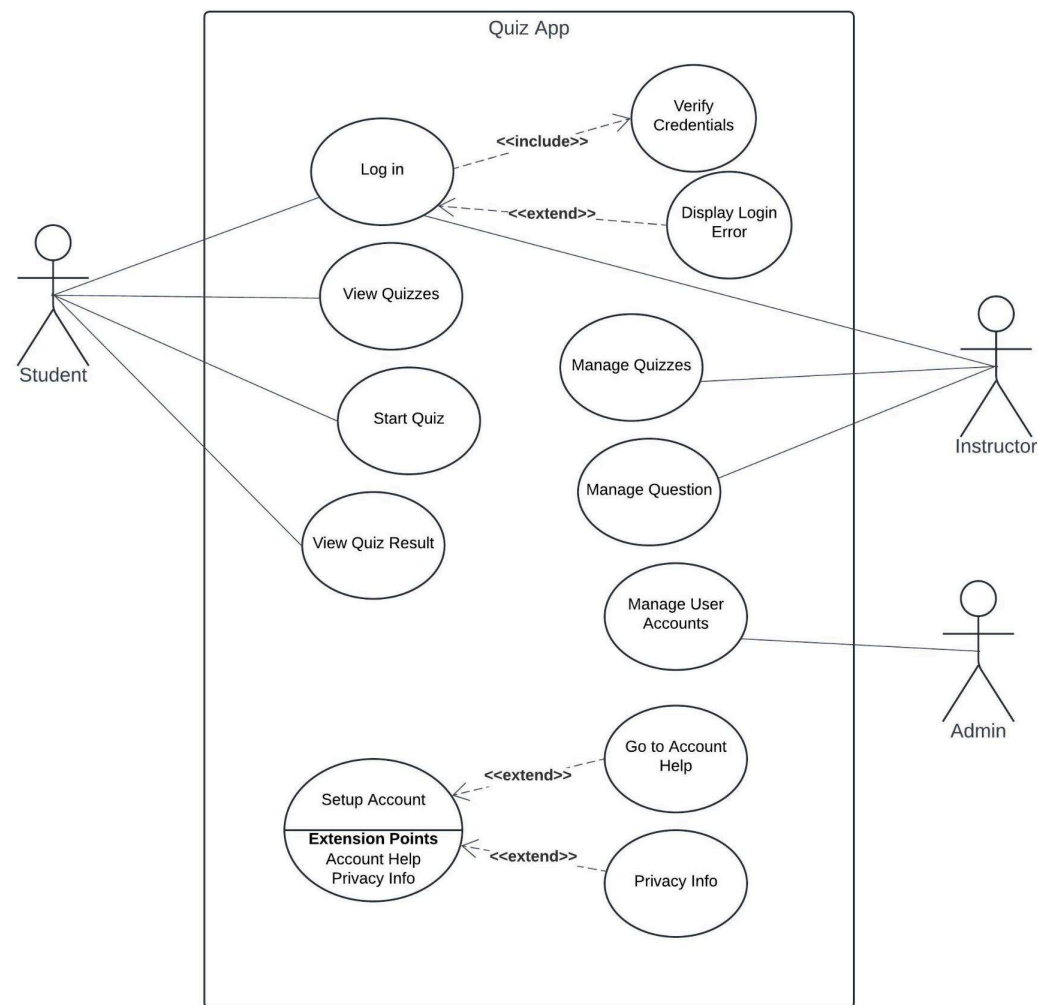 Quiz App
Verify
Credentials
<<include>>
Log in
<<extend>>
Display Login
Error
View Quizzes
Student
Manage Quizzes
Start Quiz
Instructor
Manage Question
View Quiz Result
Manage User
Accounts
Admin
Go to Account
Help
<<extend>>
Setup Account
Extension Points
Account Help
Privacy Info
<<extend>>
Privacy Info